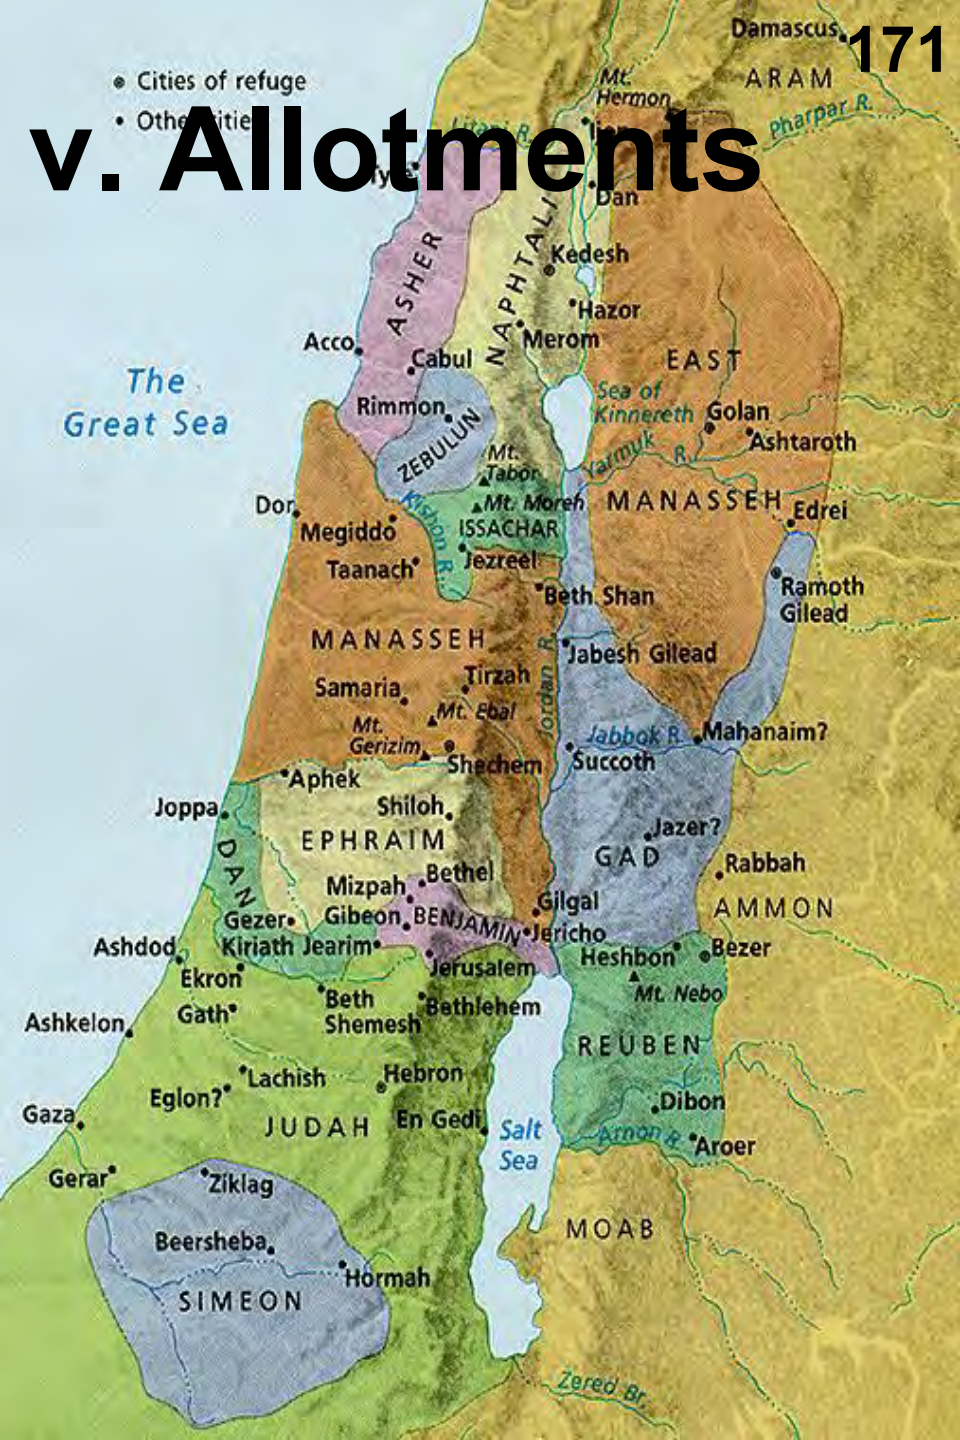 Damascus
171
ARAM
Cities of refuge
Mt.
Hermon
Pharpar R.
Litani R.
v. Allotments
Dan
NAPHTALI
Kedesh
ASHER
Hazor
Acco
Merom
Cabul
EAST
The
Great Sea
Sea of
Kinnereth
Rimmon
Golan
ZEBULUN
Ashtaroth
Mt.
Tabor
Yarmuk R.
Mt. Moreh
MANASSEH
Dor
Kishon R.
Edrei
Megiddo
ISSACHAR
Jezreel
Taanach
Ramoth
Gilead
Beth Shan
MANASSEH
Jordan R.
Jabesh Gilead
Tirzah
Samaria
Mt. Ebal
Mt.
Gerizim
Jabbok R.
Mahanaim?
Shechem
Succoth
Aphek
Joppa
Shiloh
Jazer?
EPHRAIM
GAD
DAN
Bethel
Rabbah
Mizpah
Gilgal
AMMON
Gezer
Gibeon
BENJAMIN
Jericho
Ashdod
Kiriath Jearim
Heshbon
Bezer
Jerusalem
Ekron
Mt. Nebo
Beth
Shemesh
Bethlehem
Gath
Ashkelon
REUBEN
Lachish
Hebron
Eglon?
Dibon
Gaza
JUDAH
En Gedi
Salt
Sea
Arnon R.
Aroer
Gerar
Ziklag
MOAB
Beersheba
Hormah
SIMEON
Zered Br.